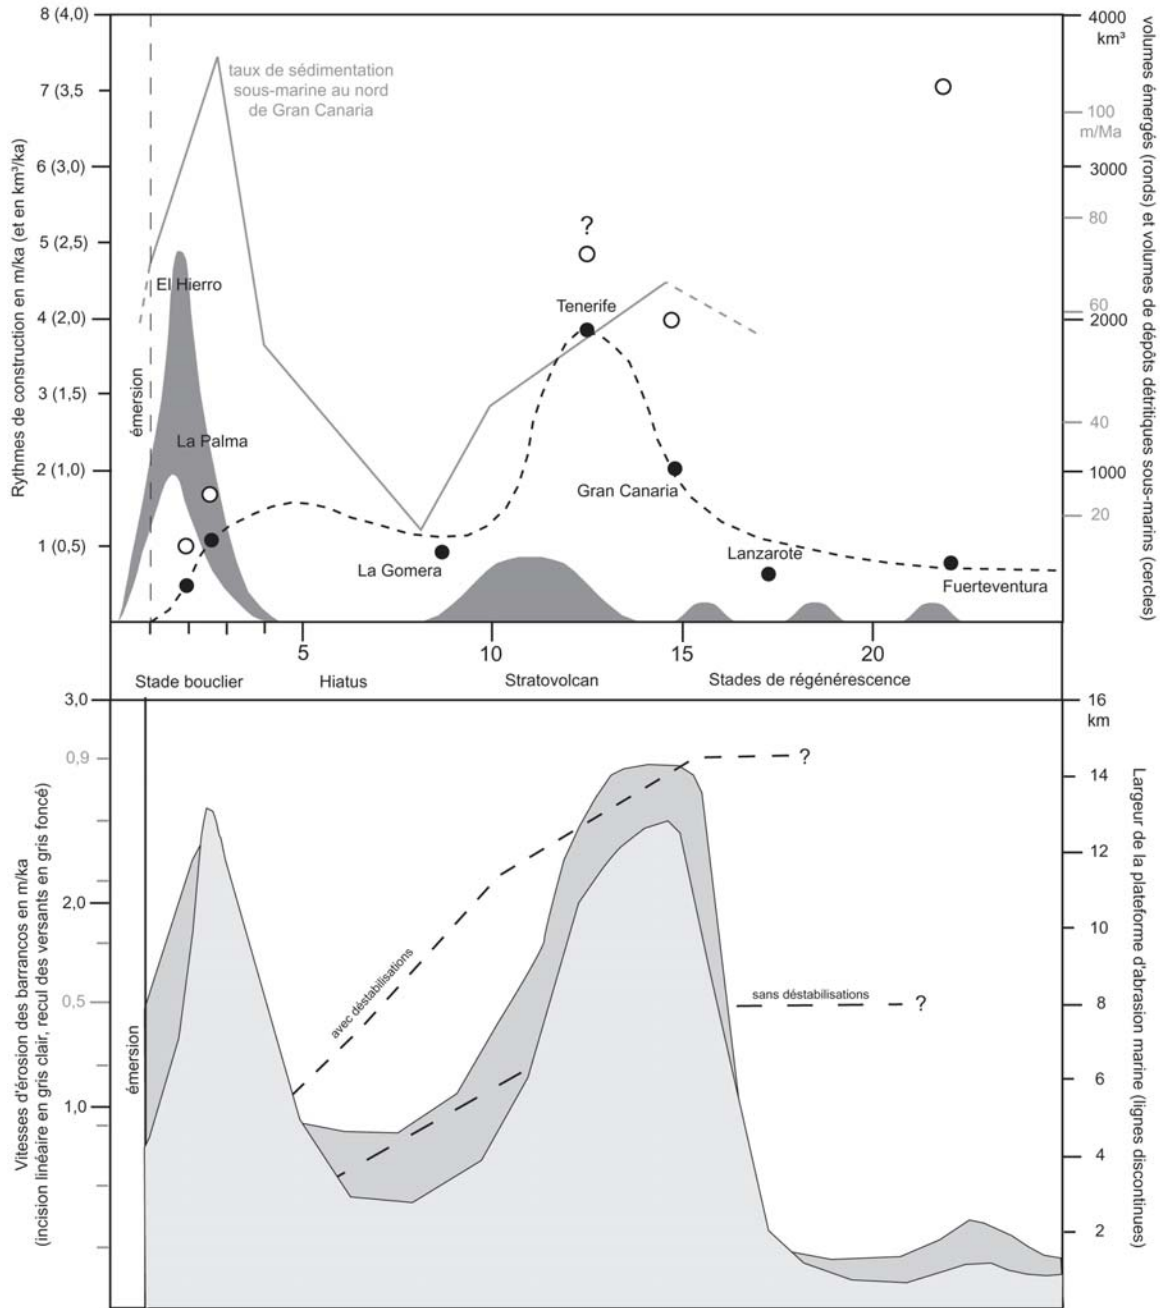 8 (4,0)
7 (3,5
6 (3,0)
5 (2,5)
4 (2,0)
3 (1,5)
2 (1,0)
1 (0,5)
Rythmes de construction en m/ka (et en km³/ka)
émersion
taux de sédimentation
sous-marine au nord
de Gran Canaria
El Hierro
La Palma
?
Tenerife
La Gomera
Gran Canaria
Lanzarote
Fuerteventura
4000
km³
100
m/Ma
3000
80
60
2000
40
1000
20
volumes émergés (ronds) et volumes de dépôts détritiques sous-marins (cercles)
5
10
15
20
Stade bouclier
Hiatus
Stratovolcan
Stades de régénérescence
3,0
0,9
2,0
0,5
1,0
Vitesses d'érosion des barrancos en m/ka
(incision linéaire en gris clair, recul des versants en gris foncé)
émersion
avec déstabilisations
?
sans déstabilisations
?
16
km
14
12
10
8
6
4
2
Largeur de la plateforme d'abrasion marine (lignes discontinues)